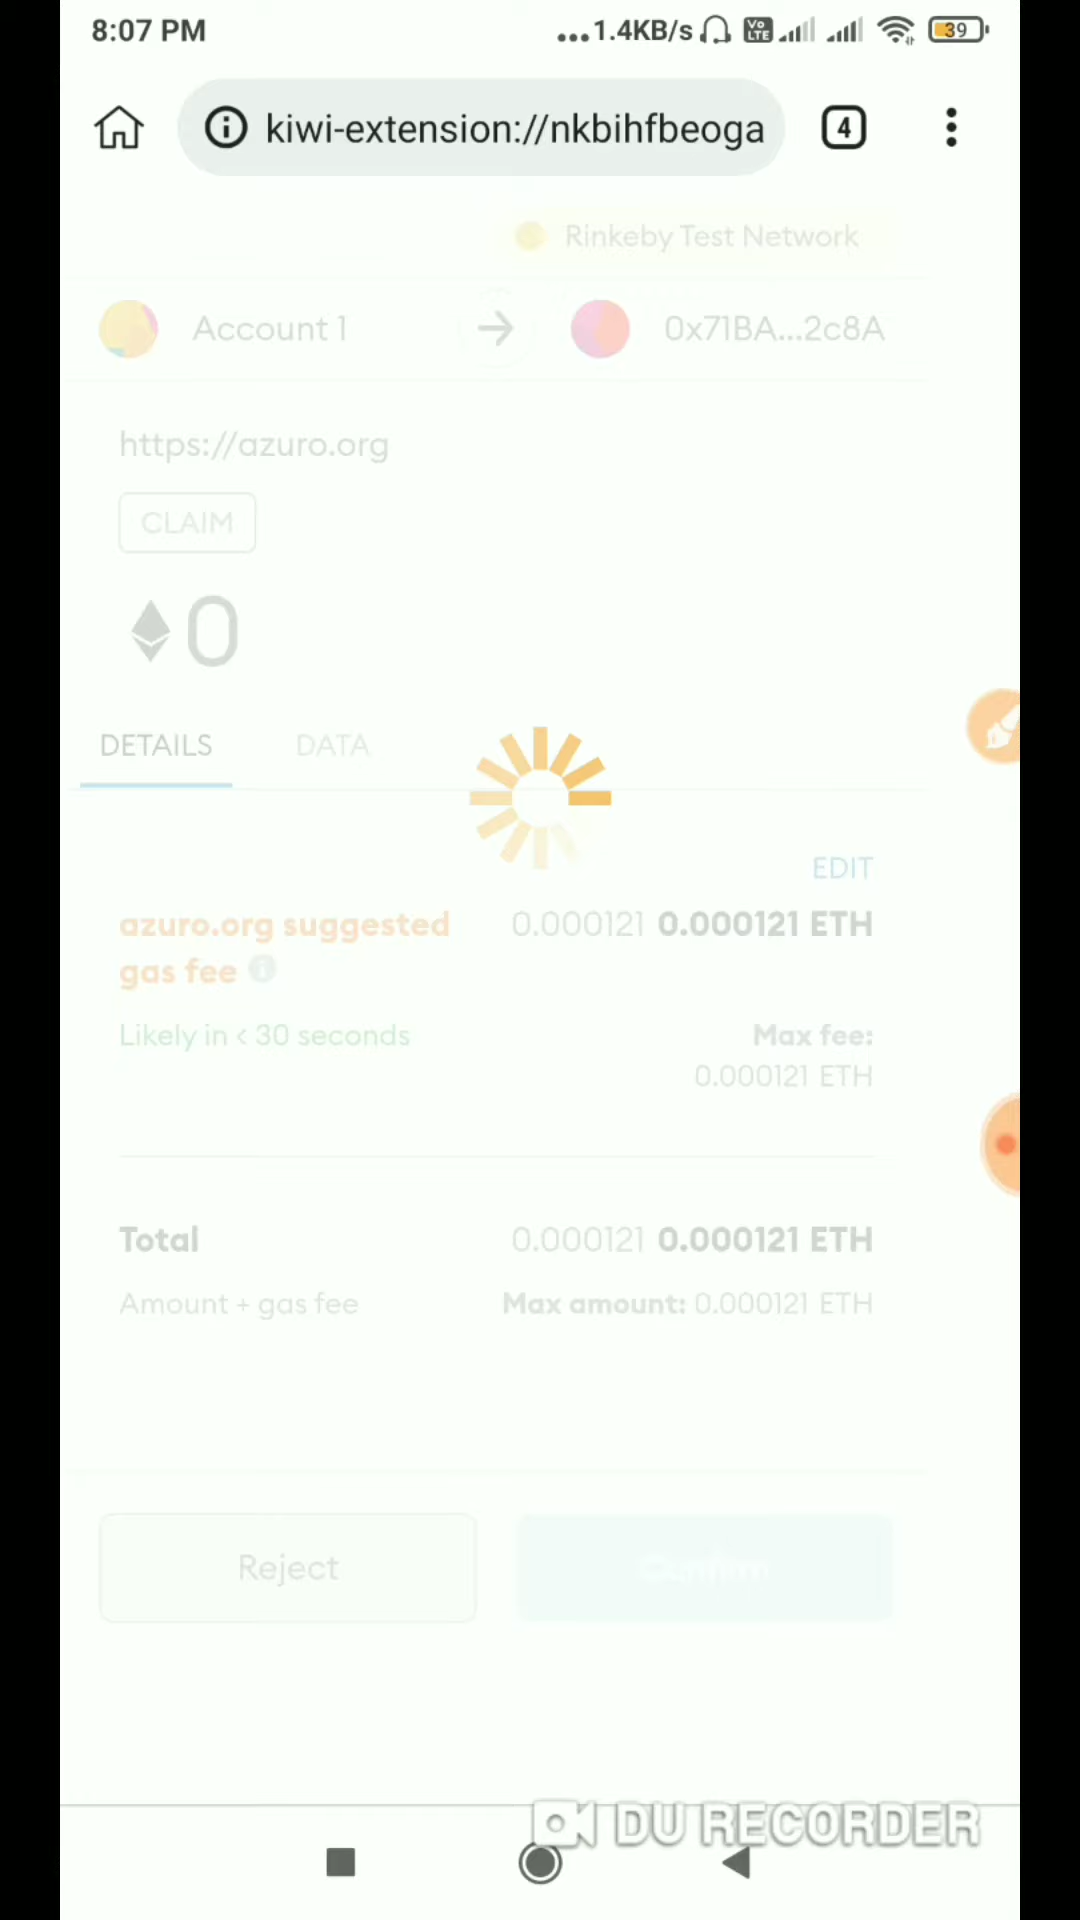 8:07 PM
...1.4KB/s Vo LTE 39
kiwi-extension://nkbihfbeoga 4
Rinkeby Test Network
Account 1 0x71BA...2c8A
https://azuro.org
CLAIM
0
DETAILS DATA
EDIT
azuro.org suggested 0.000121 0.000121 ETH
gas fee
Likely in < 30 seconds Max fee:
0.000121 ETH
Total 0.000121 0.000121 ETH
Amount + gas fee Max amount: 0.000121 ETH
Reject Confirm
DU RECORDER